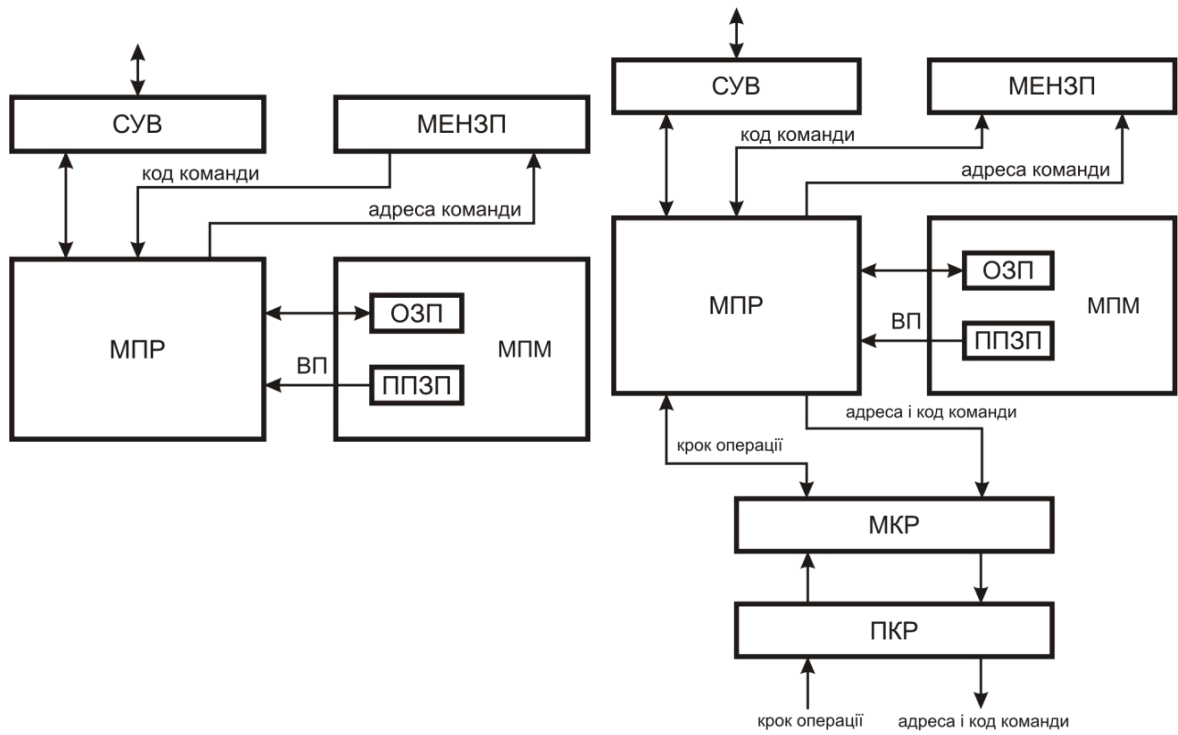 СУВ
МЕНЗП
код команди
адреса команди
МПР
ОЗП
МПМ
ВП
ППЗП
СУВ
МЕНЗП
код команди
адреса команди
МПР
ОЗП
МПМ
ВП
ППЗП
адреса і код команди
крок операції
МКР
ПКР
крок операції
адреса і код команди